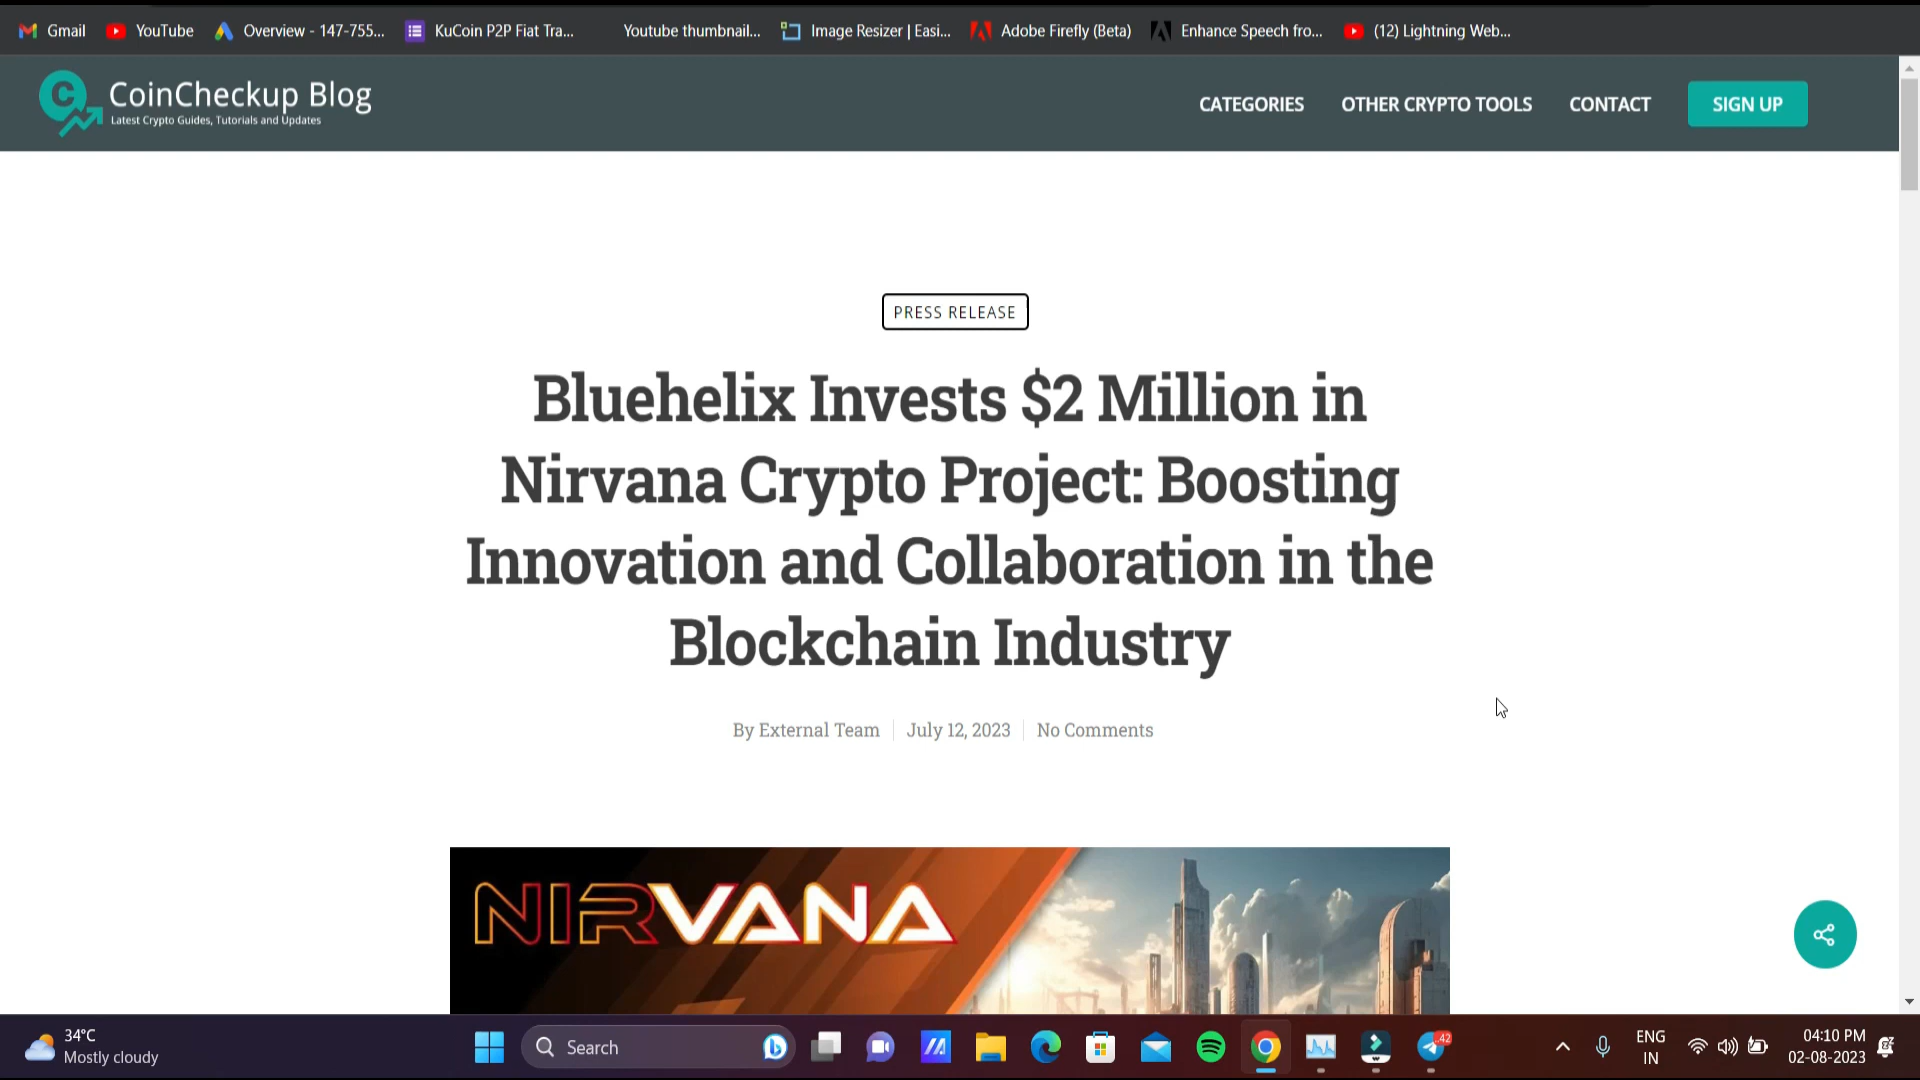 Gmail
YouTube
Overview - 147-755...
KuCoin P2P Fiat Tra...
Youtube thumbnail...
Image Resizer | Easi...
Adobe Firefly (Beta)
Enhance Speech fro...
(12) Lightning Web...
CoinCheckup Blog
Latest Crypto Guides, Tutorials and Updates
CATEGORIES
OTHER CRYPTO TOOLS
CONTACT
SIGN UP
PRESS RELEASE
Bluehelix Invests $2 Million in
Nirvana Crypto Project: Boosting
Innovation and Collaboration in the
Blockchain Industry
By External Team
July 12, 2023
No Comments
NIRVANA
34°C
Mostly cloudy
Search
42
ENG
IN
04:10 PM
02-08-2023